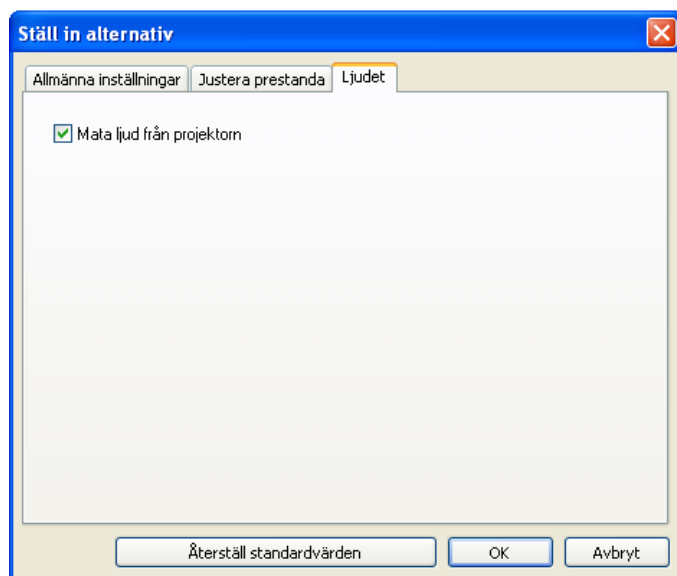 Ställ in alternativ
Allmänna inställningar Justera prestanda Ljudet
Mata ljud från projektorn
Återställ standardvärden OK Avbryt